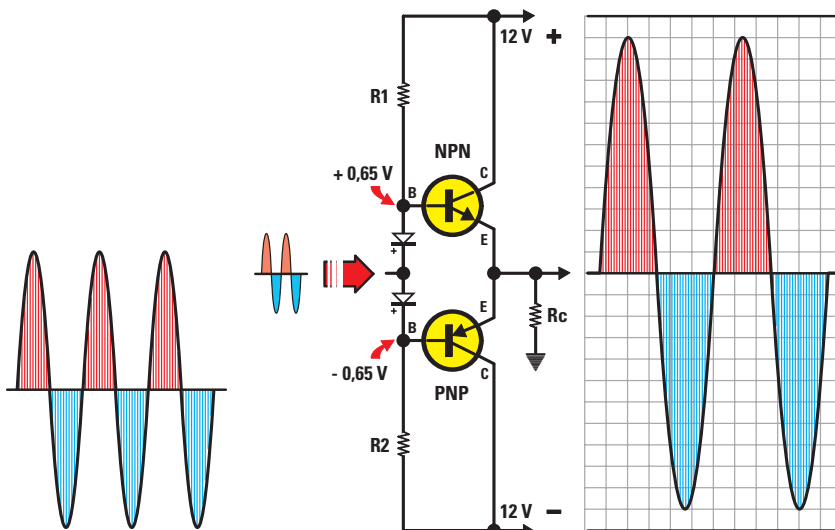 12 V +
R1
NPN
C
+ 0,65 V
B
+
E
E
Rc
+
B
- 0,65 V
C
PNP
R2
12 V -